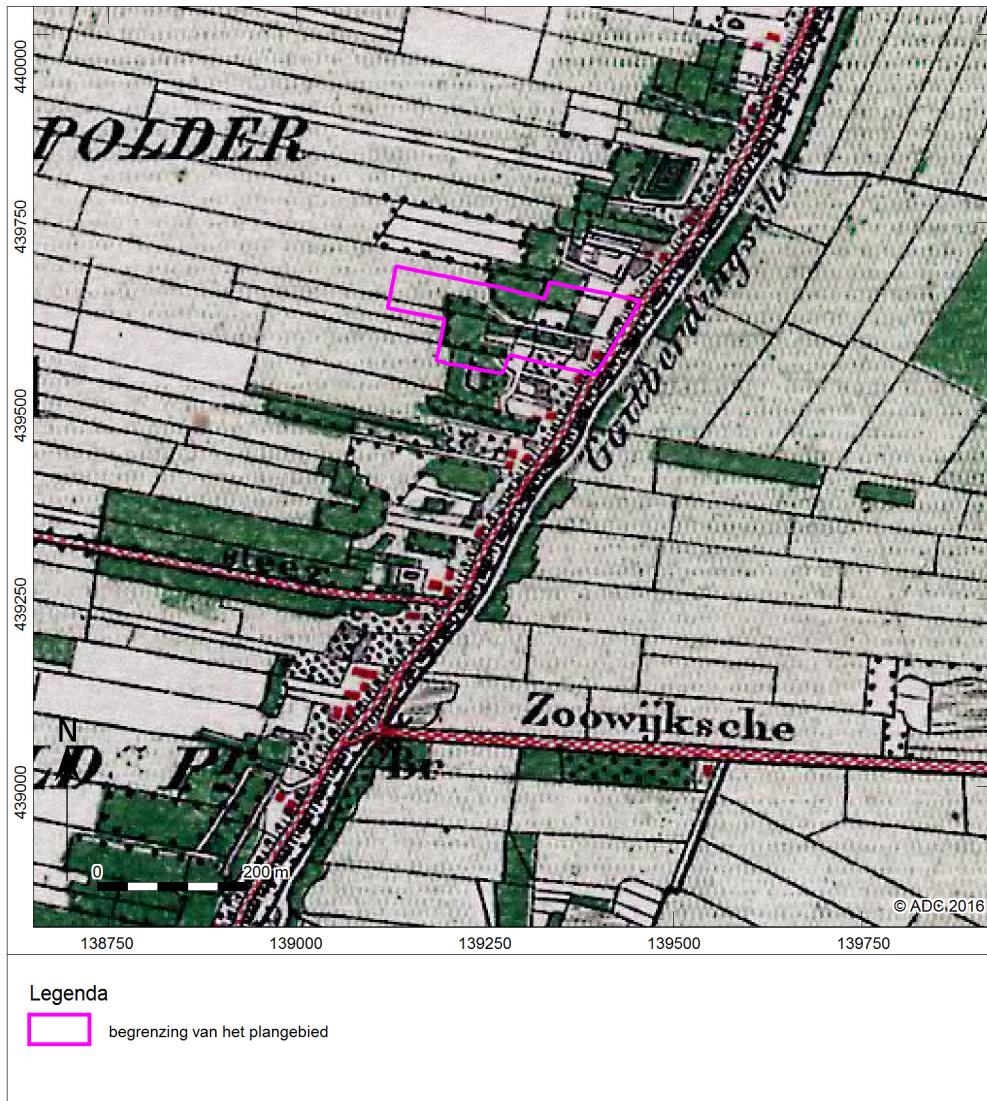 440000
439750
439500
439250
439000
POLDER
Zoowijksche
N
0 200 m
© ADC 2016
138750 139000 139250 139500 139750
Legenda
begrenzing van het plangebied